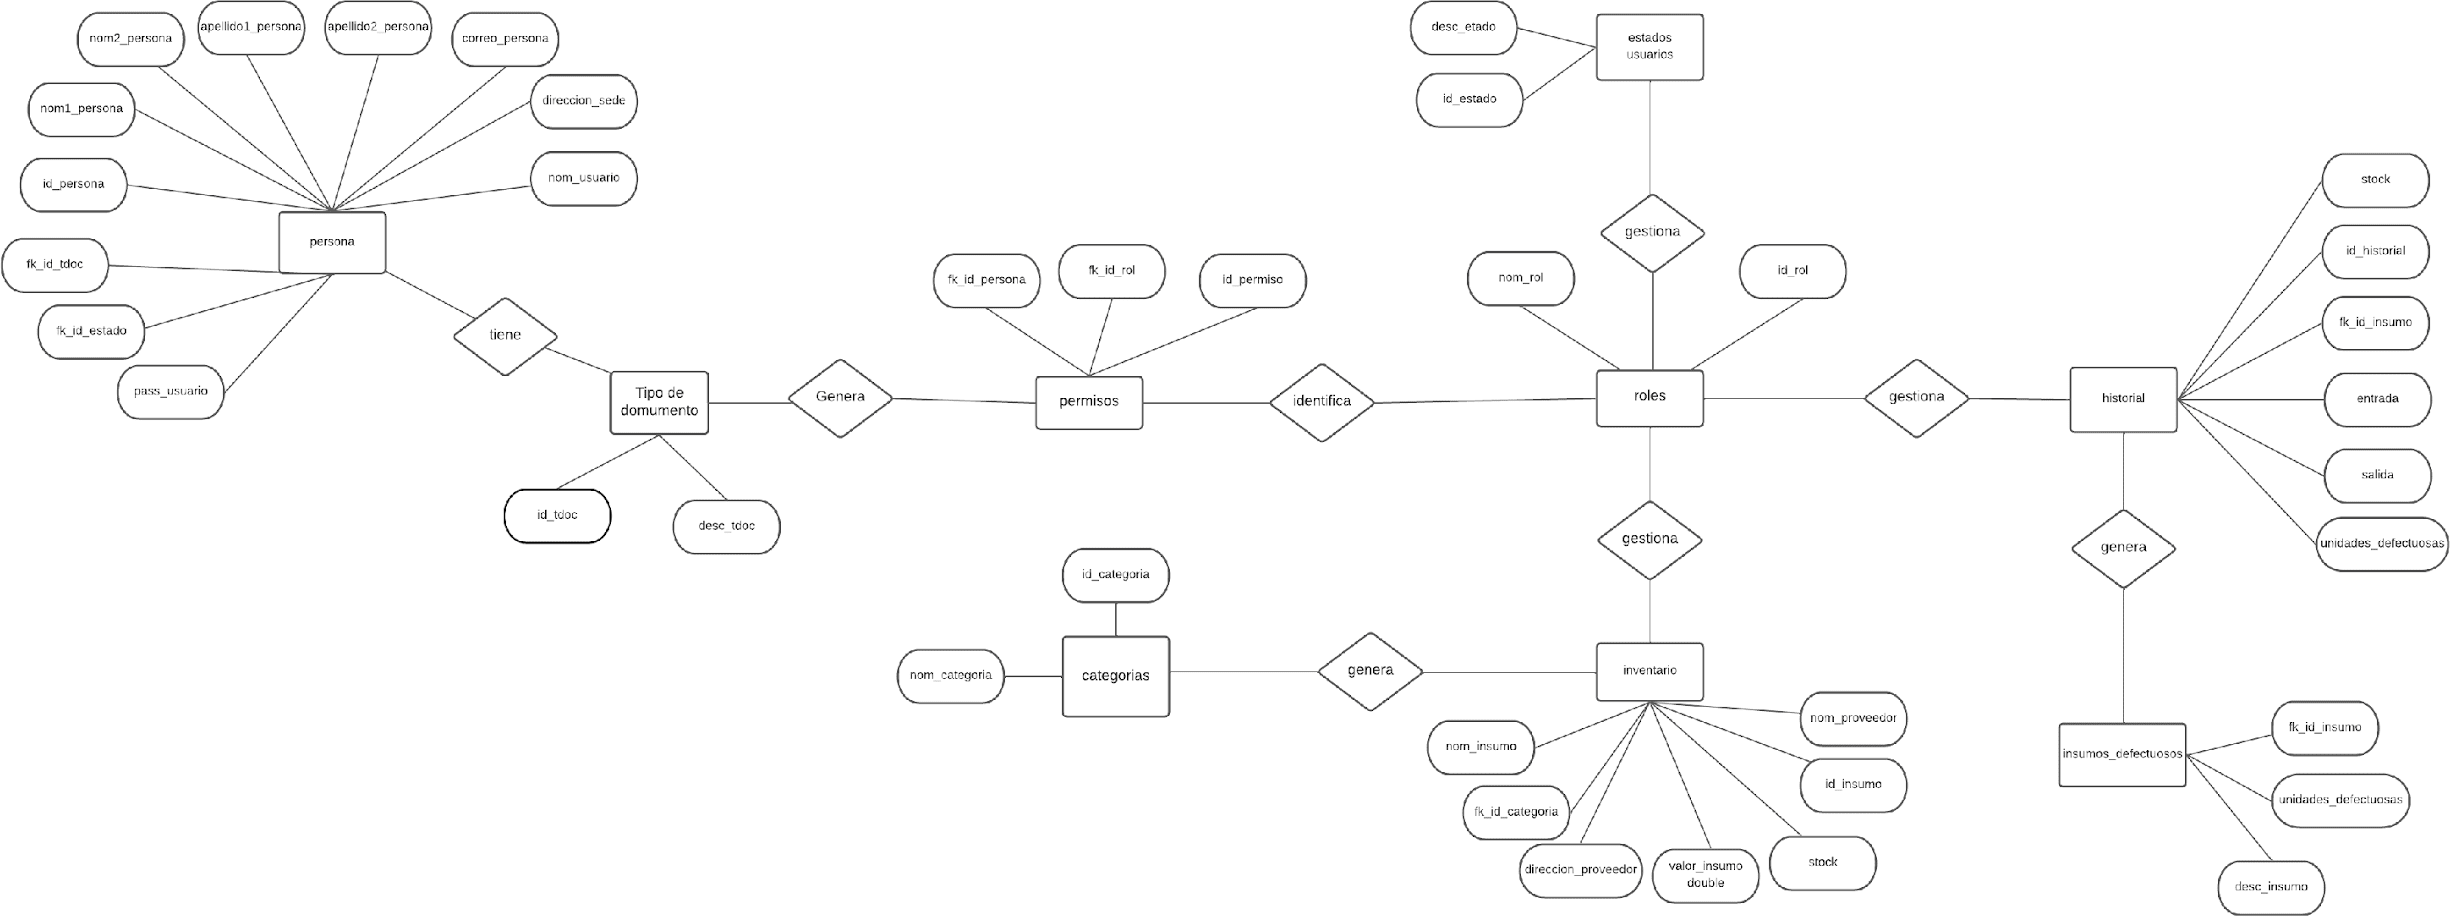 nom2_persona
apellido1_persona
apellido2_persona
correo_persona
nom1_persona
direccion_sede
id_persona
nom_usuario
persona
fk_id_tdoc
fk_id_estado
pass_usuario
tiene
Tipo de
domumento
id_tdoc
desc_tdoc
Genera
fk_id_persona
fk_id_rol
id_permiso
permisos
identifica
desc_etado
id_estado
estados
usuarios
gestiona
nom_rol
id_rol
roles
gestiona
historial
stock
id_historial
fk_id_insumo
entrada
salida
unidades_defectuosas
gestiona
genera
id_categoria
nom_categoria
categorias
genera
inventario
nom_proveedor
nom_insumo
id_insumo
fk_id_categoria
direccion_proveedor
valor_insumo
double
stock
insumos_defectuosos
fk_id_insumo
unidades_defectuosas
desc_insumo